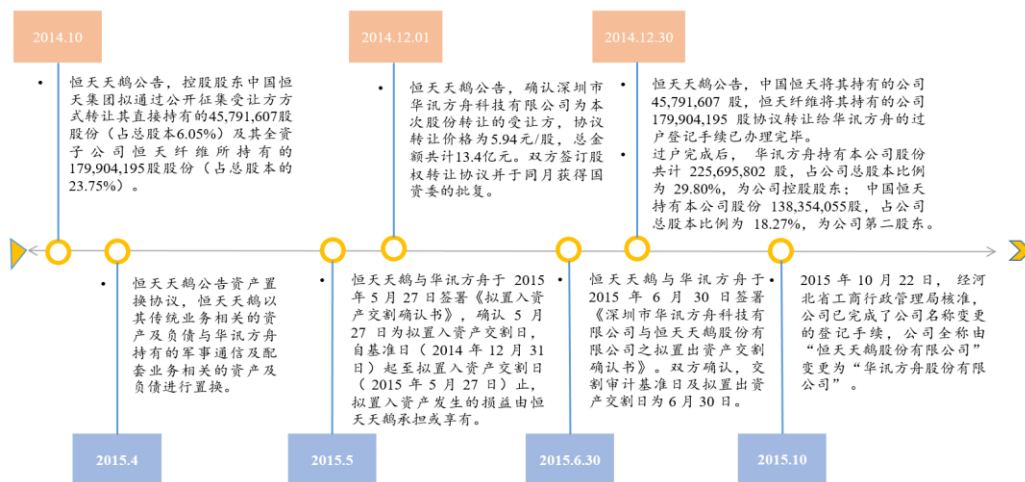 2014.10
2014.12.01
2014.12.30
• 恒天天鹅公告，控股股东中国恒
天集团拟通过公开征集受让方方
式转让其直接持有的45,791,607股
股份（占总股本6.05%）及其全资
子公司恒天纤维所持有的
179,904,195股股份（占总股本的
23.75%）。
• 恒天天鹅公告，确认深圳市
华讯方舟科技有限公司为本
次股份转让的受让方，协议
转让价格为5.94元/股，总金
额共计13.4亿元。双方签订股
权转让协议并于同月获得国
资委的批复。
• 恒天天鹅公告，中国恒天将其持有的公司
45,791,607 股，恒天纤维将其持有的公司
179,904,195 股协议转让给华讯方舟的过
户登记手续已办理完毕。
• 过户完成后， 华讯方舟持有本公司股份
共计 225,695,802 股，占公司总股本比例
为 29.80%，为公司控股股东； 中国恒天
持有本公司股份 138,354,055股，占公司
总股本比例为 18.27%，为公司第二股东。
• 恒天天鹅公告资产置
换协议，恒天天鹅以
其传统业务相关的资
产及负债与华讯方舟
持有的军事通信及配
套业务相关的资产及
负债进行置换。
• 恒天天鹅与华讯方舟于 2015
年 5 月 27 日签署《拟置入资
产交割确认书》，确认 5 月
27 日为拟置入资产交割日，
自基准日（ 2014 年 12 月 31
日）起至拟置入资产交割日
（ 2015 年 5 月 27 日）止，
拟置入资产发生的损益由恒
天天鹅承担或享有。
• 恒天天鹅与华讯方舟于
2015 年 6 月 30 日签署
《深圳市华讯方舟科技有
限公司与恒天天鹅股份有
限公司之拟置出资产交割
确认书》。双方确认，交
割审计基准日及拟置出资
产交割日为 6 月 30 日。
• 2015 年 10 月 22 日， 经河
北省工商行政管理局核准，
公司已完成了公司名称变更
的登记手续，公司全称由
“恒天天鹅股份有限公司”
变更为“华讯方舟股份有限
公司” 。
2015.4
2015.5
2015.6.30
2015.10